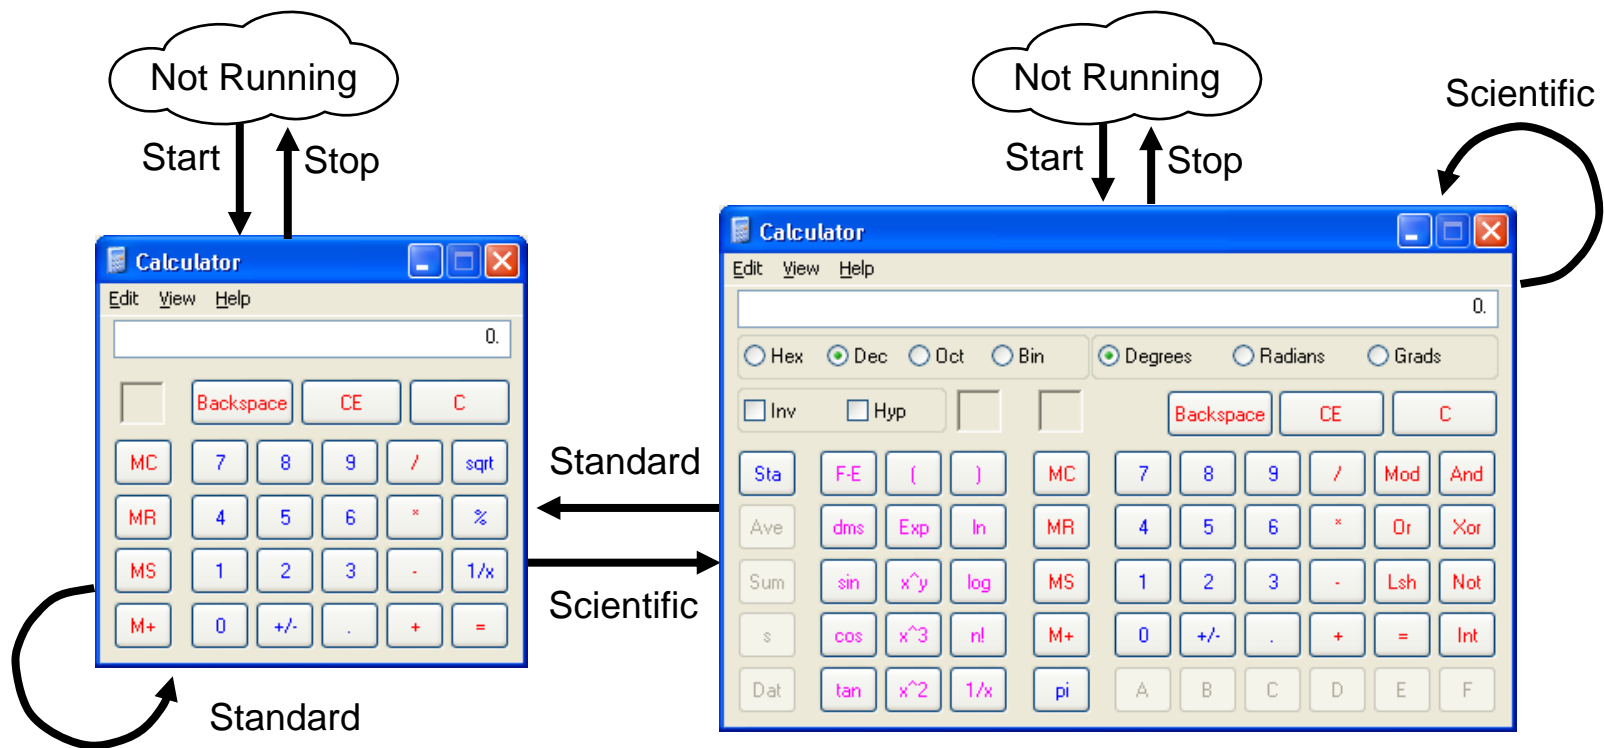 Not Running
Start
Stop
Calculator
Edit View Help
0.
Backspace CE C
MC 7 8 9 / sqrt
MR 4 5 6 * %
MS 1 2 3 - 1/x
M+ 0 +/- . + =
Standard
Standard
Scientific
Not Running
Start
Stop
Scientific
Calculator
Edit View Help
0.
Hex Dec Oct Bin Degrees Radians Grads
Inv Hyp Backspace CE C
Sta F-E ( ) MC 7 8 9 / Mod And
Ave dms Exp ln MR 4 5 6 * Or Xor
Sum sin x^y log MS 1 2 3 - Lsh Not
s cos x^3 n! M+ 0 +/- . + = Int
Dat tan x^2 1/x pi A B C D E F